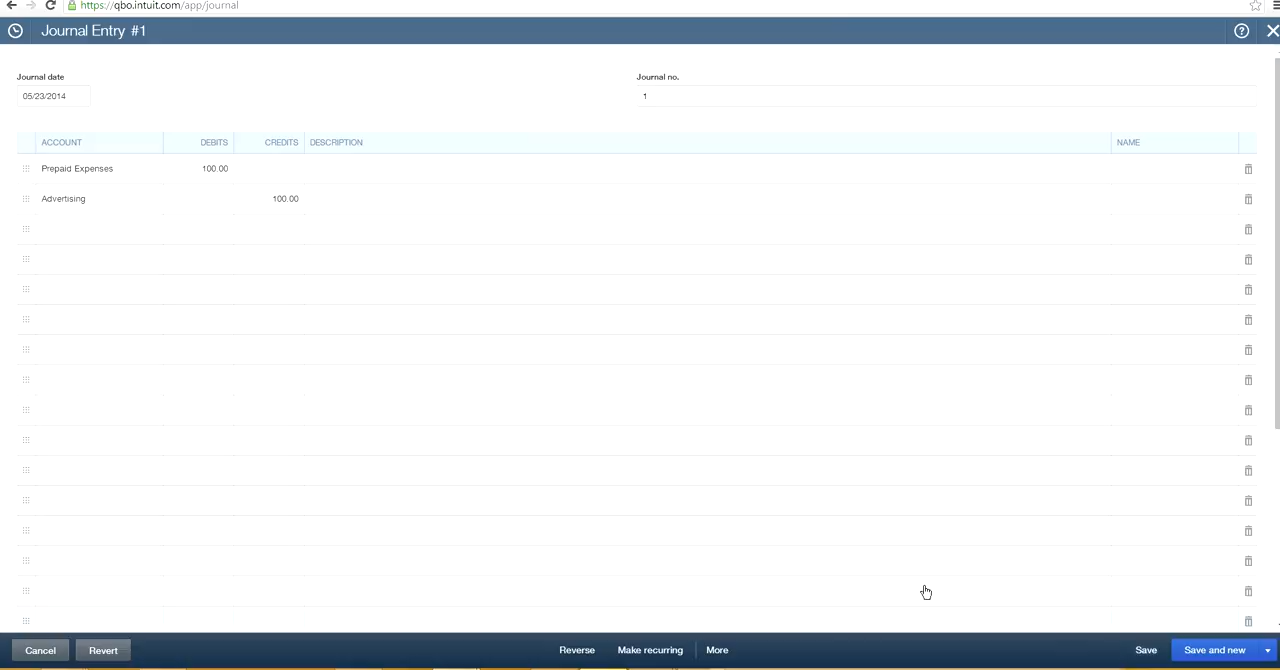 https://qbo.intuit.com/app/journal
Journal Entry #1
Journal date
Journal no.
05/23/2014
1
ACCOUNT DEBITS CREDITS DESCRIPTION NAME
Prepaid Expenses 100.00
Advertising 100.00
Cancel Revert Reverse Make recurring More Save Save and new